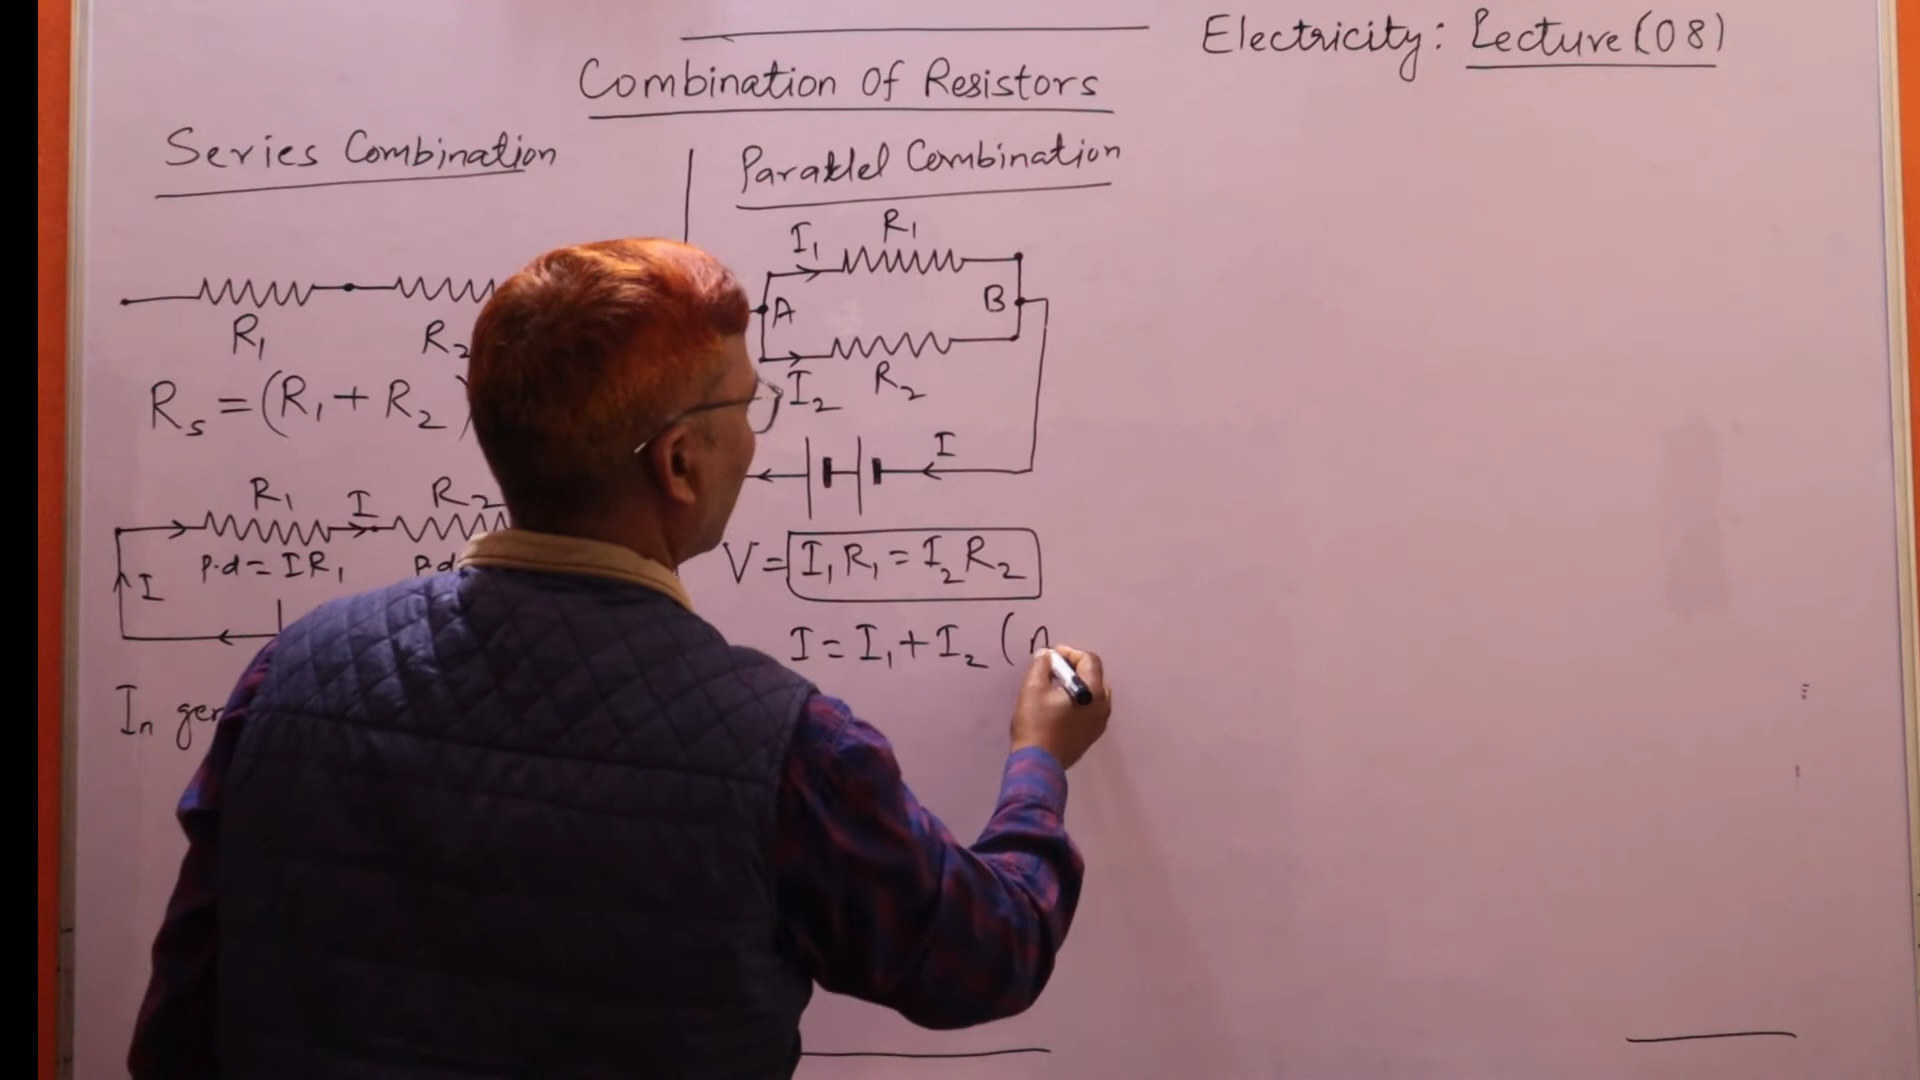 Electricity: Lecture (08)
Combination Of Resistors
Series Combination
R₁
R₂
Rₛ = (R₁ + R₂
R₁ I R₂
p.d = IR₁ p.d
I
In
Parallel Combination
I₁ R₁
A B
I₂ R₂
I
V = I₁R₁ = I₂R₂
I = I₁ + I₂ (